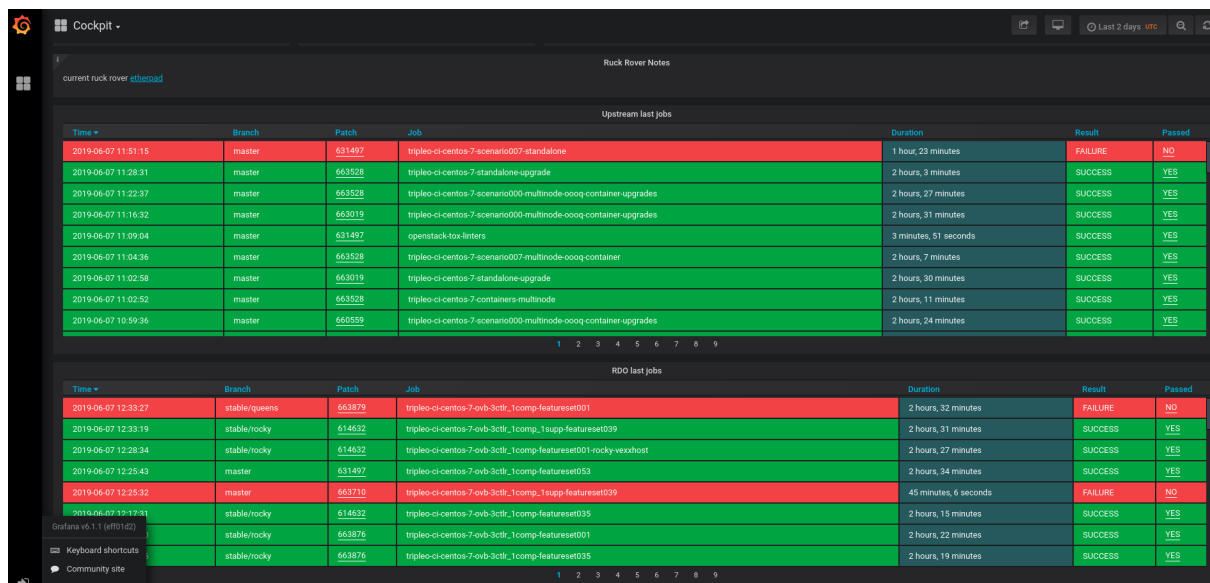 Cockpit
Last 2 days UTC
Ruck Rover Notes
current ruck rover etherpad
Upstream last jobs
Time Branch Patch Job Duration Result Passed
2019-06-07 11:51:15 master 631497 tripleo-ci-centos-7-scenario007-standalone 1 hour, 23 minutes FAILURE NO
2019-06-07 11:28:31 master 663528 tripleo-ci-centos-7-standalone-upgrade 2 hours, 3 minutes SUCCESS YES
2019-06-07 11:22:37 master 663528 tripleo-ci-centos-7-scenario000-multinode-oooq-container-upgrades 2 hours, 27 minutes SUCCESS YES
2019-06-07 11:16:32 master 663019 tripleo-ci-centos-7-scenario000-multinode-oooq-container-upgrades 2 hours, 31 minutes SUCCESS YES
2019-06-07 11:09:04 master 631497 openstack-tox-linters 3 minutes, 51 seconds SUCCESS YES
2019-06-07 11:04:36 master 663528 tripleo-ci-centos-7-scenario007-multinode-oooq-container 2 hours, 7 minutes SUCCESS YES
2019-06-07 11:02:58 master 663019 tripleo-ci-centos-7-standalone-upgrade 2 hours, 30 minutes SUCCESS YES
2019-06-07 11:02:52 master 663528 tripleo-ci-centos-7-containers-multinode 2 hours, 11 minutes SUCCESS YES
2019-06-07 10:59:36 master 660559 tripleo-ci-centos-7-scenario000-multinode-oooq-container-upgrades 2 hours, 24 minutes SUCCESS YES
1 2 3 4 5 6 7 8 9
RDO last jobs
Time Branch Patch Job Duration Result Passed
2019-06-07 12:33:27 stable/queens 663879 tripleo-ci-centos-7-ovb-3ctlr_1comp-featureset001 2 hours, 32 minutes FAILURE NO
2019-06-07 12:33:19 stable/rocky 614632 tripleo-ci-centos-7-ovb-3ctlr_1comp_1supp-featureset039 2 hours, 31 minutes SUCCESS YES
2019-06-07 12:28:34 stable/rocky 614632 tripleo-ci-centos-7-ovb-3ctlr_1comp-featureset001-rocky-vexxhost 2 hours, 27 minutes SUCCESS YES
2019-06-07 12:25:43 master 631497 tripleo-ci-centos-7-ovb-3ctlr_1comp-featureset053 2 hours, 34 minutes SUCCESS YES
2019-06-07 12:25:32 master 663710 tripleo-ci-centos-7-ovb-3ctlr_1comp_1supp-featureset039 45 minutes, 6 seconds FAILURE NO
2019-06-07 12:17:31 stable/rocky 614632 tripleo-ci-centos-7-ovb-3ctlr_1comp-featureset035 2 hours, 15 minutes SUCCESS YES
Grafana v6.1.1 (eff01d2)
stable/rocky 663876 tripleo-ci-centos-7-ovb-3ctlr_1comp-featureset001 2 hours, 22 minutes SUCCESS YES
Keyboard shortcuts
stable/rocky 663876 tripleo-ci-centos-7-ovb-3ctlr_1comp-featureset035 2 hours, 19 minutes SUCCESS YES
Community site
1 2 3 4 5 6 7 8 9